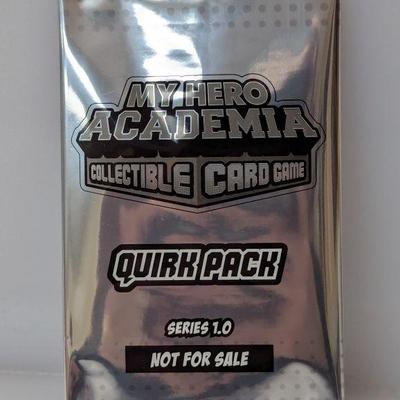 MY HERO
ACADEMIA
COLLECTIBLE CARD GAME
QUIRK PACK
SERIES 1.0
NOT FOR SALE